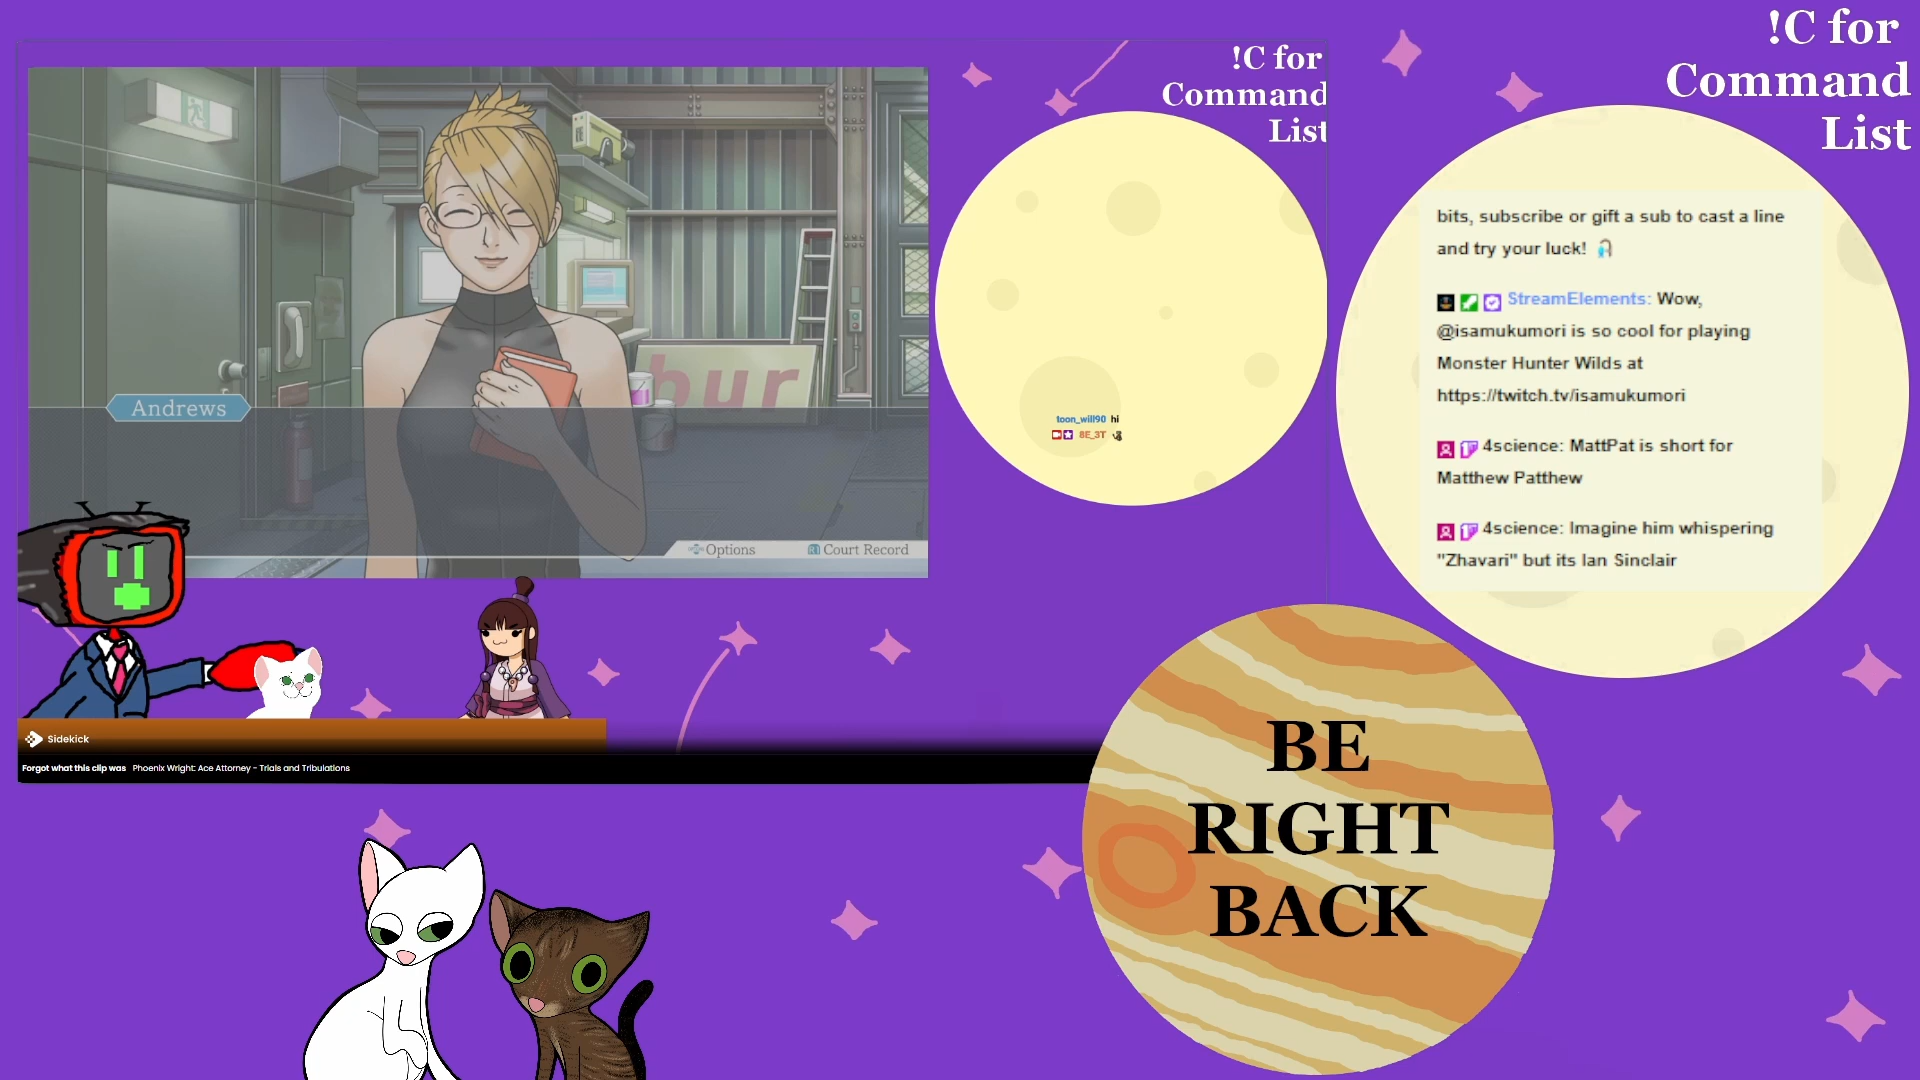 !C for
Command
List
!C for
Command
List
bur
Andrews
Options
Court Record
toon_will90 hi
8E_3T
bits, subscribe or gift a sub to cast a line
and try your luck!
StreamElements: Wow,
@isamukumori is so cool for playing
Monster Hunter Wilds at
https://twitch.tv/isamukumori
4science: MattPat is short for
Matthew Patthew
4science: Imagine him whispering
"Zhavari" but its Ian Sinclair
Sidekick
Forgot what this clip was Phoenix Wright: Ace Attorney - Trials and Tribulations
BE
RIGHT
BACK